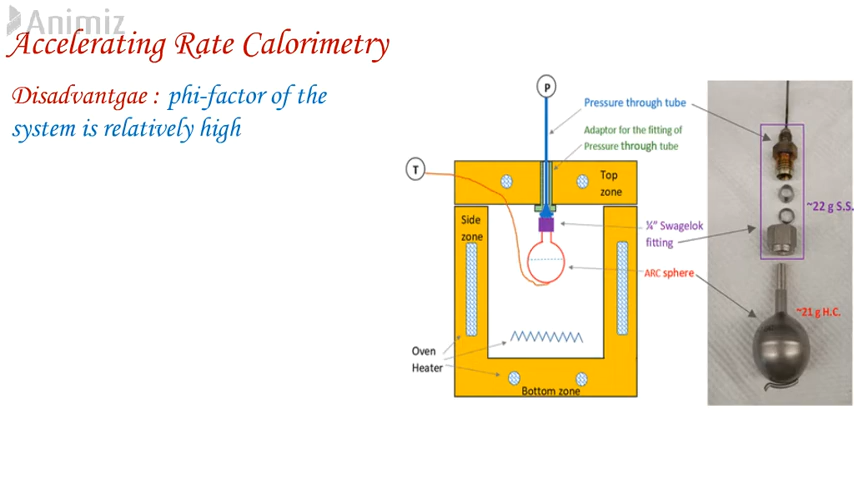 Animiz
Accelerating Rate Calorimetry
Disadvantgae : phi-factor of the
system is relatively high
P
Pressure through tube
Adaptor for the fitting of
Pressure through tube
T
Top
zone
Side
zone
¼” Swagelok
fitting
~22 g S.S.
ARC sphere
~21 g H.C.
Oven
Heater
Bottom zone